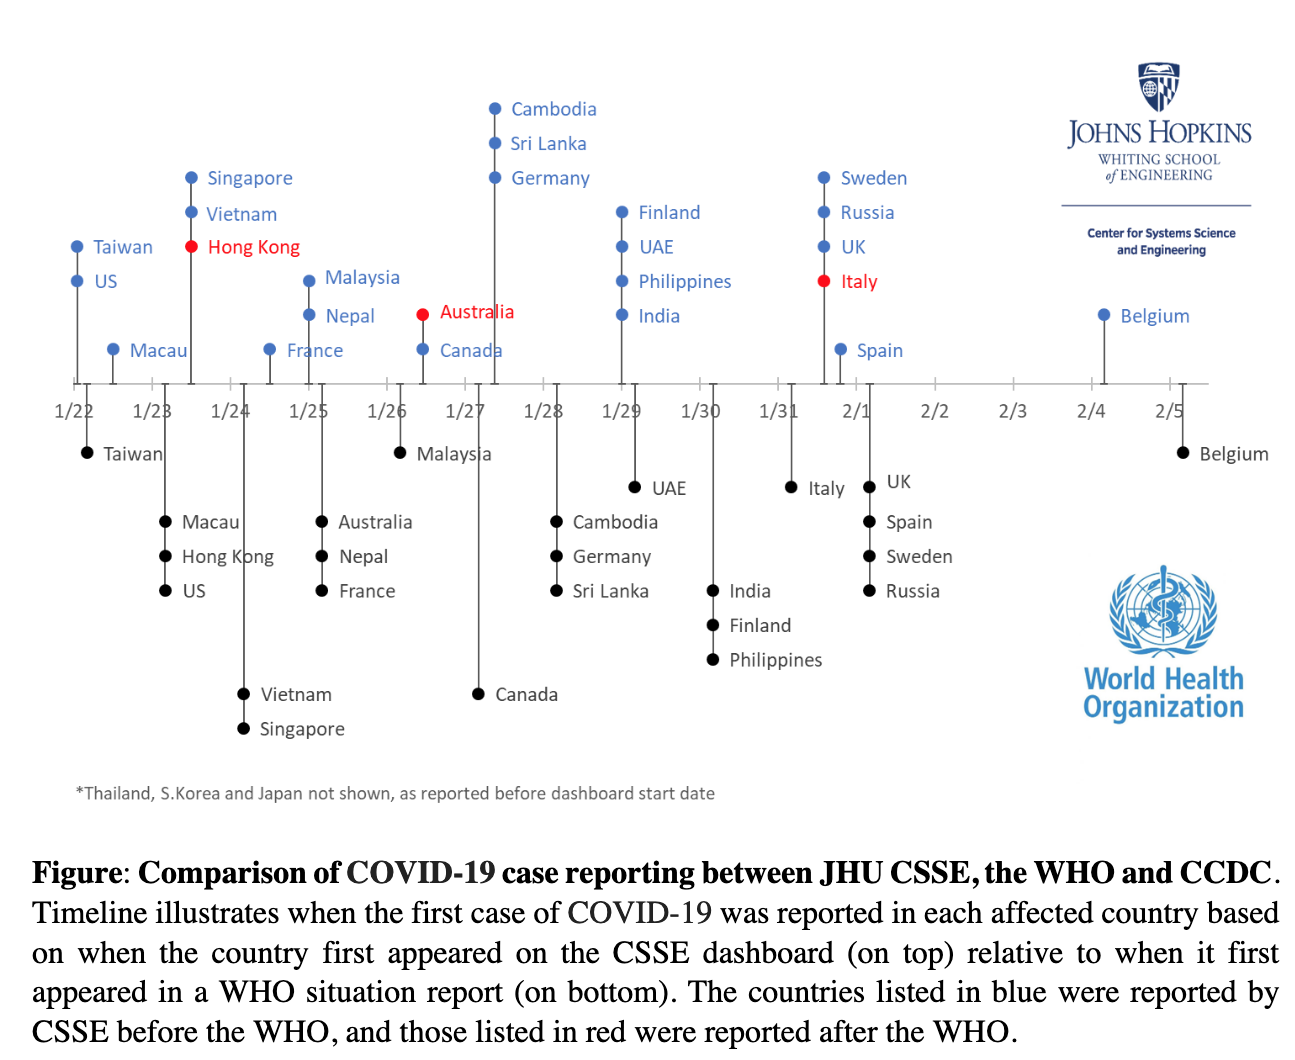 Cambodia
JOHNS HOPKINS
Sri Lanka
WHITING SCHOOL
of ENGINEERING
Singapore
Germany
Sweden
Vietnam
Finland
Russia
Center for Systems Science
and Engineering
Taiwan
Hong Kong
UAE
UK
US
Malaysia
Philippines
Italy
Nepal
Australia
India
Belgium
Macau
France
Canada
Spain
1/22 1/23 1/24 1/25 1/26 1/27 1/28 1/29 1/30 1/31 2/1 2/2 2/3 2/4 2/5
Taiwan
Malaysia
Belgium
UAE
Italy
UK
Macau
Australia
Cambodia
Spain
Hong Kong
Nepal
Germany
Sweden
US
France
Sri Lanka
India
Russia
Finland
Philippines
World Health
Organization
Vietnam
Canada
Singapore
*Thailand, S.Korea and Japan not shown, as reported before dashboard start date
Figure: Comparison of COVID-19 case reporting between JHU CSSE, the WHO and CCDC.
Timeline illustrates when the first case of COVID-19 was reported in each affected country based
on when the country first appeared on the CSSE dashboard (on top) relative to when it first
appeared in a WHO situation report (on bottom). The countries listed in blue were reported by
CSSE before the WHO, and those listed in red were reported after the WHO.